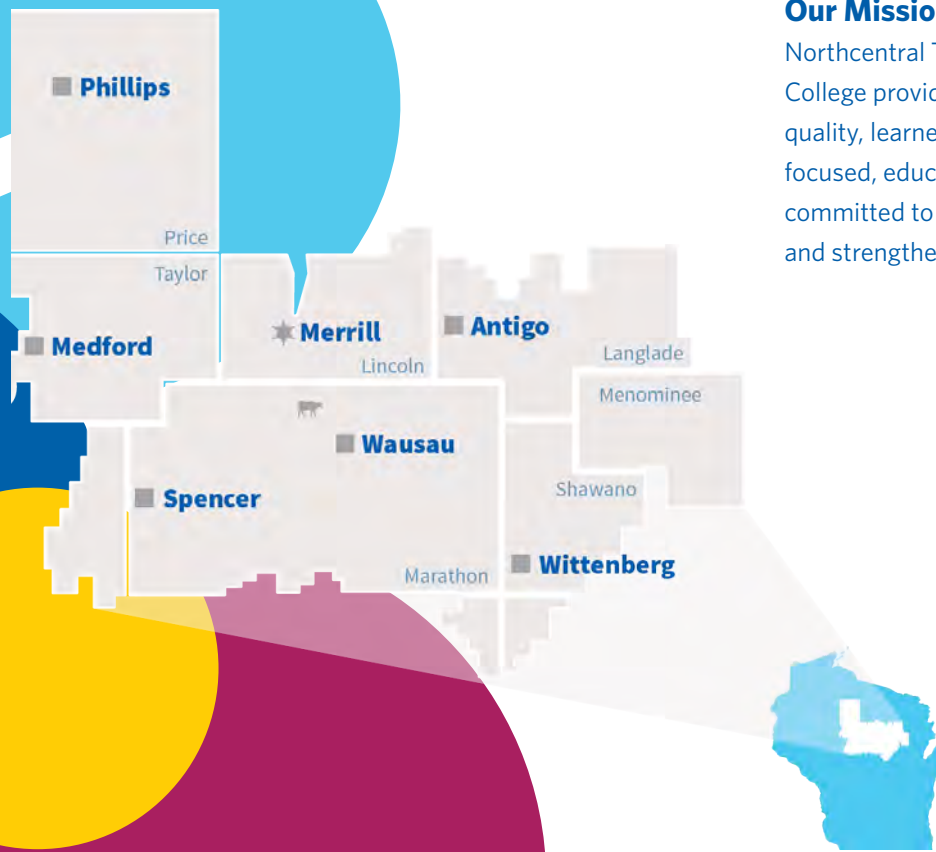 Our Missio
Northcentral T
College provid
quality, learne
focused, educ
committed to
and strengthe
Phillips
Price
Taylor
Medford
Merrill
Lincoln
Antigo
Langlade
Menominee
Wausau
Spencer
Shawano
Marathon
Wittenberg